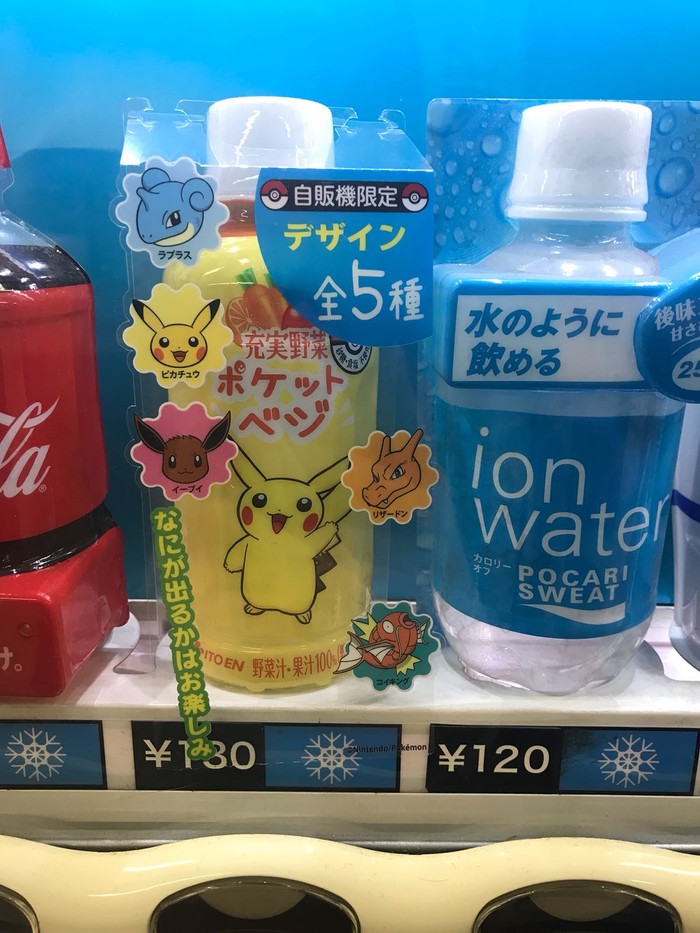 自販機限定
デザイン
全5種
ラプラス
ピカチュウ
イーブイ
リザードン
コイキング
充実野菜
ポケット
ベジ
なにが出るかはお楽しみ
ITO EN 野菜汁・果汁100%
水のように
飲める
後味
甘さ
25
ion
water
カロリー
オフ
POCARI
SWEAT
la
け。
¥130
©Nintendo/Pokémon
¥120